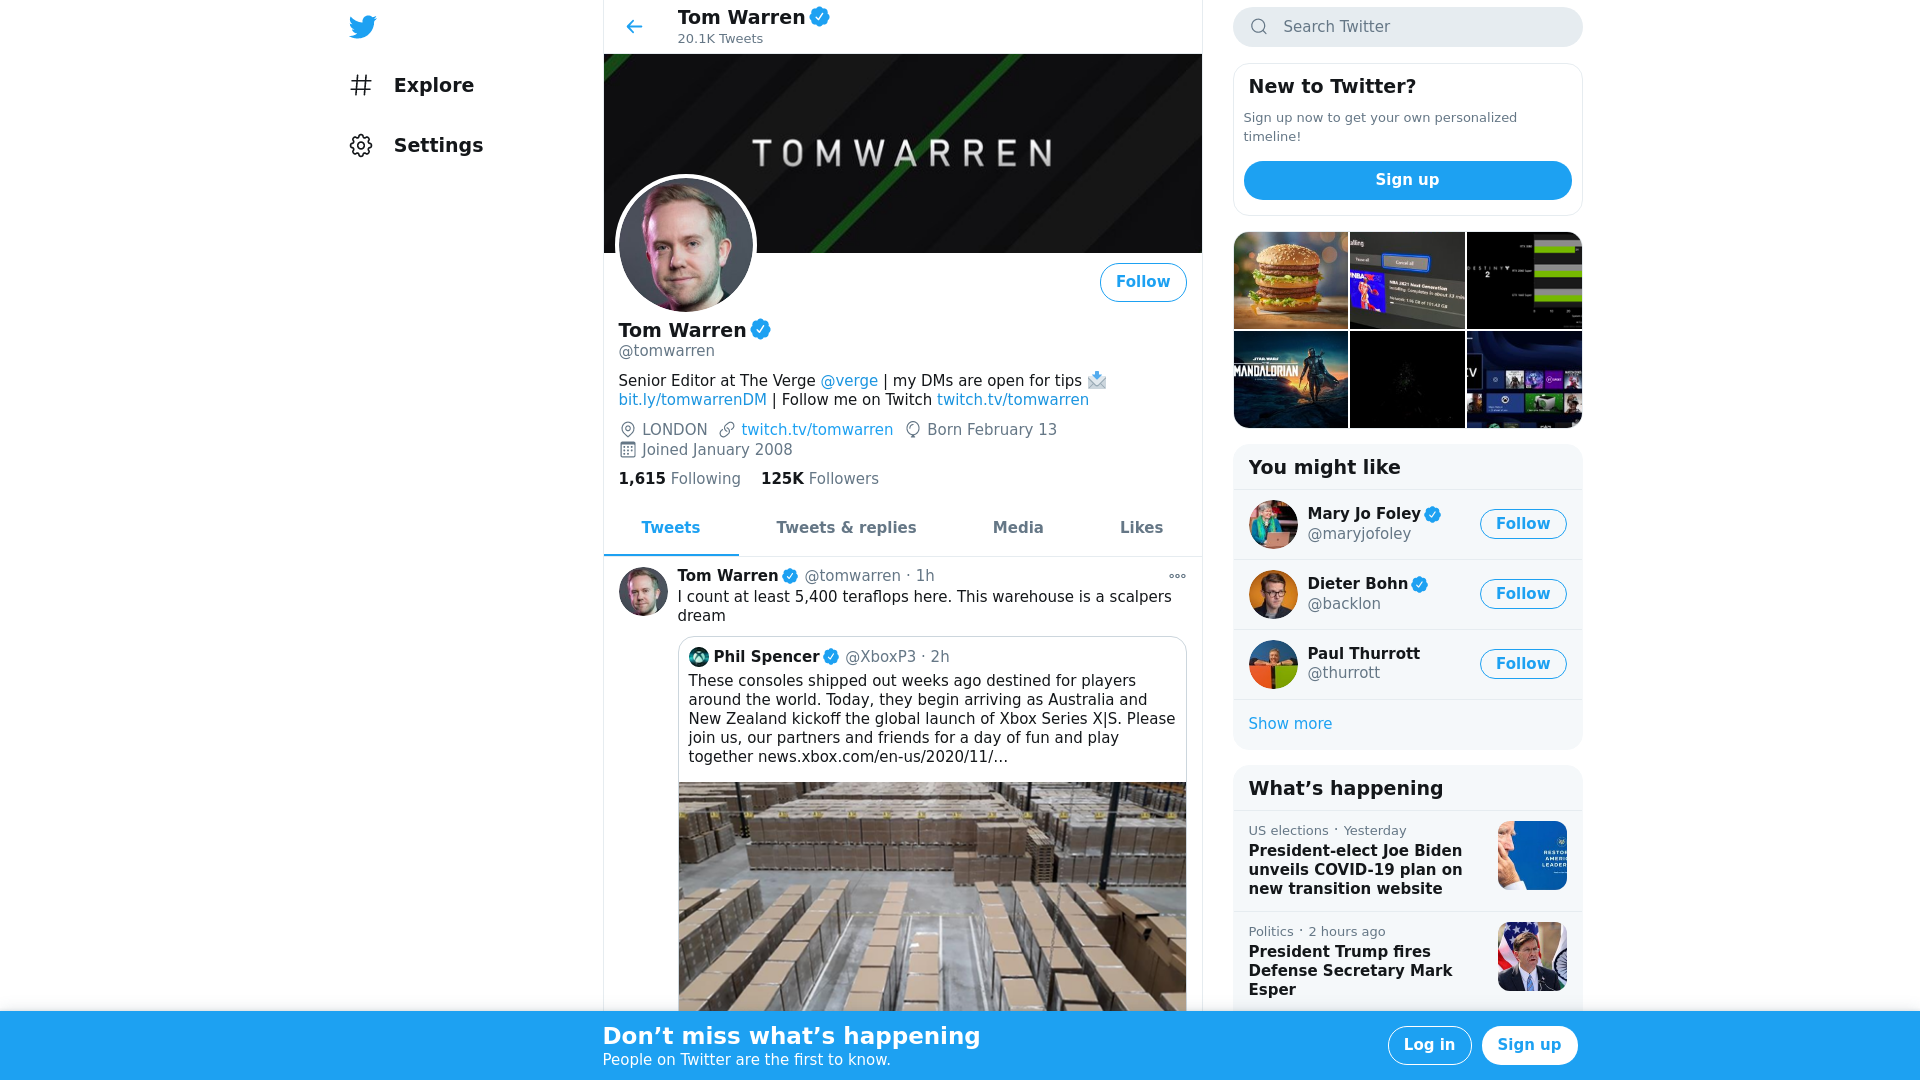 Explore
Settings
Tom Warren
20.1K Tweets
TOMWARREN
Follow
Tom Warren
@tomwarren
Senior Editor at The Verge @verge | my DMs are open for tips
bit.ly/tomwarrenDM | Follow me on Twitch twitch.tv/tomwarren
LONDON twitch.tv/tomwarren Born February 13
Joined January 2008
1,615 Following 125K Followers
Tweets Tweets & replies Media Likes
Tom Warren @tomwarren · 1h
I count at least 5,400 teraflops here. This warehouse is a scalpers
dream
Phil Spencer @XboxP3 · 2h
These consoles shipped out weeks ago destined for players
around the world. Today, they begin arriving as Australia and
New Zealand kickoff the global launch of Xbox Series X|S. Please
join us, our partners and friends for a day of fun and play
together news.xbox.com/en-us/2020/11/…
Search Twitter
New to Twitter?
Sign up now to get your own personalized
timeline!
Sign up
Cancel all
NBA 2K21 Next Generation
DESTINY
2
STAR WARS
MANDALORIAN
You might like
Mary Jo Foley
@maryjofoley
Follow
Dieter Bohn
@backlon
Follow
Paul Thurrott
@thurrott
Follow
Show more
What’s happening
US elections · Yesterday
President-elect Joe Biden
unveils COVID-19 plan on
new transition website
Politics · 2 hours ago
President Trump fires
Defense Secretary Mark
Esper
Don’t miss what’s happening
People on Twitter are the first to know.
Log in
Sign up